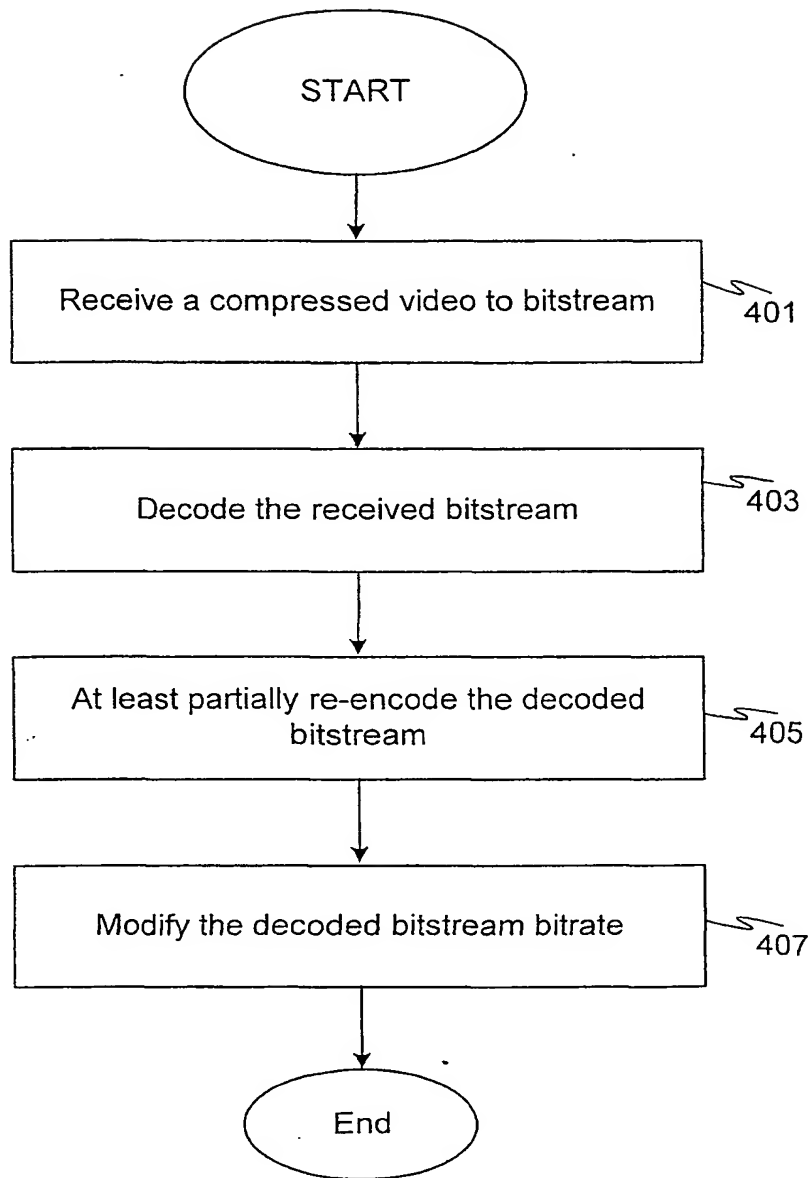 START
Receive a compressed video to bitstream
401
Decode the received bitstream
403
At least partially re-encode the decoded
bitstream
405
Modify the decoded bitstream bitrate
407
End